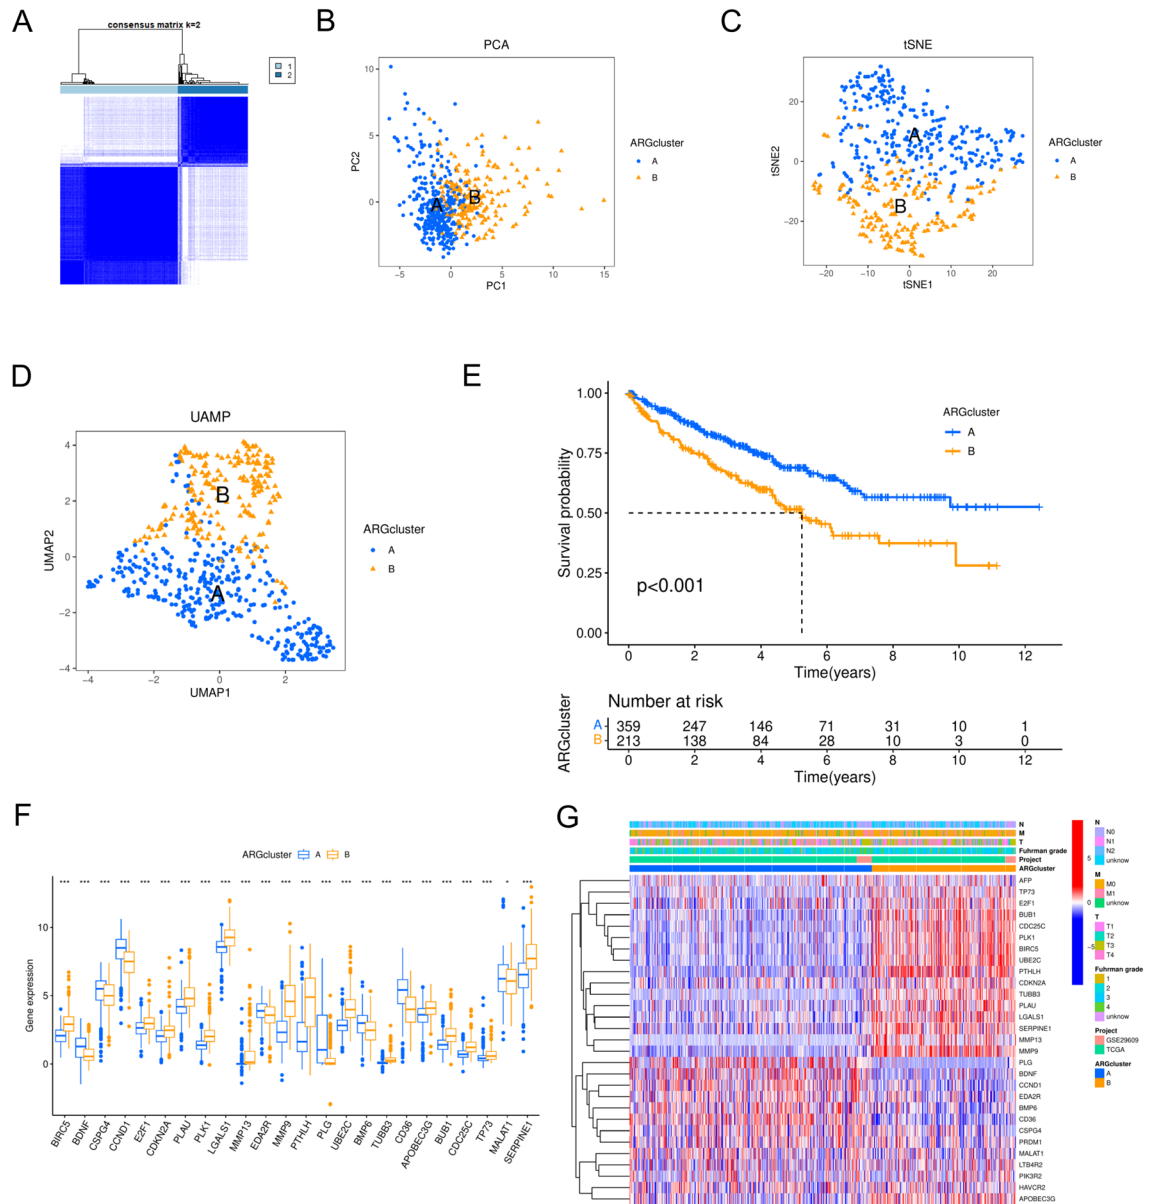 A
consensus matrix k=2
1
2
B
PCA
10
5
0
PC2
−5
0
5
10
15
PC1
A
B
ARGcluster
A
B
C
tSNE
20
0
−20
tSNE2
−20
−10
0
10
20
tSNE1
A
B
ARGcluster
A
B
D
UAMP
4
2
0
−2
−4
UMAP2
−4
−2
0
2
UMAP1
B
A
ARGcluster
A
B
E
1.00
0.75
0.50
0.25
0.00
Survival probability
p<0.001
ARGcluster
A
B
0 2 4 6 8 10 12
Time(years)
Number at risk
ARGcluster
A 359 247 146 71 31 10 1
B 213 138 84 28 10 3 0
0 2 4 6 8 10 12
Time(years)
F
ARGcluster A B
*** *** *** *** *** *** *** *** *** *** *** *** *** *** *** *** *** *** *** *** *** *** * ***
10
5
0
Gene expression
BIRC5
BDNF
CSPG4
CCND1
E2F1
CDKN2A
PLAU
PLK1
LGALS1
MMP13
EDA2R
MMP9
PTHLH
PLG
UBE2C
BMP6
TUBB3
CD36
APOBEC3G
BUB1
CDC25C
TP73
MALAT1
SERPINE1
G
N
M
T
Fuhrman grade
Project
ARGcluster
AFP
TP73
E2F1
BUB1
CDC25C
PLK1
BIRC5
UBE2C
PTHLH
CDKN2A
TUBB3
PLAU
LGALS1
SERPINE1
MMP13
MMP9
PLG
BDNF
CCND1
EDA2R
BMP6
CD36
CSPG4
PRDM1
MALAT1
LTB4R2
PIK3R2
HAVCR2
APOBEC3G
5
0
−5
N
N0
N1
N2
unknow
M
M0
M1
unknow
T
T1
T2
T3
T4
Fuhrman grade
1
2
3
4
unknow
Project
GSE29609
TCGA
ARGcluster
A
B